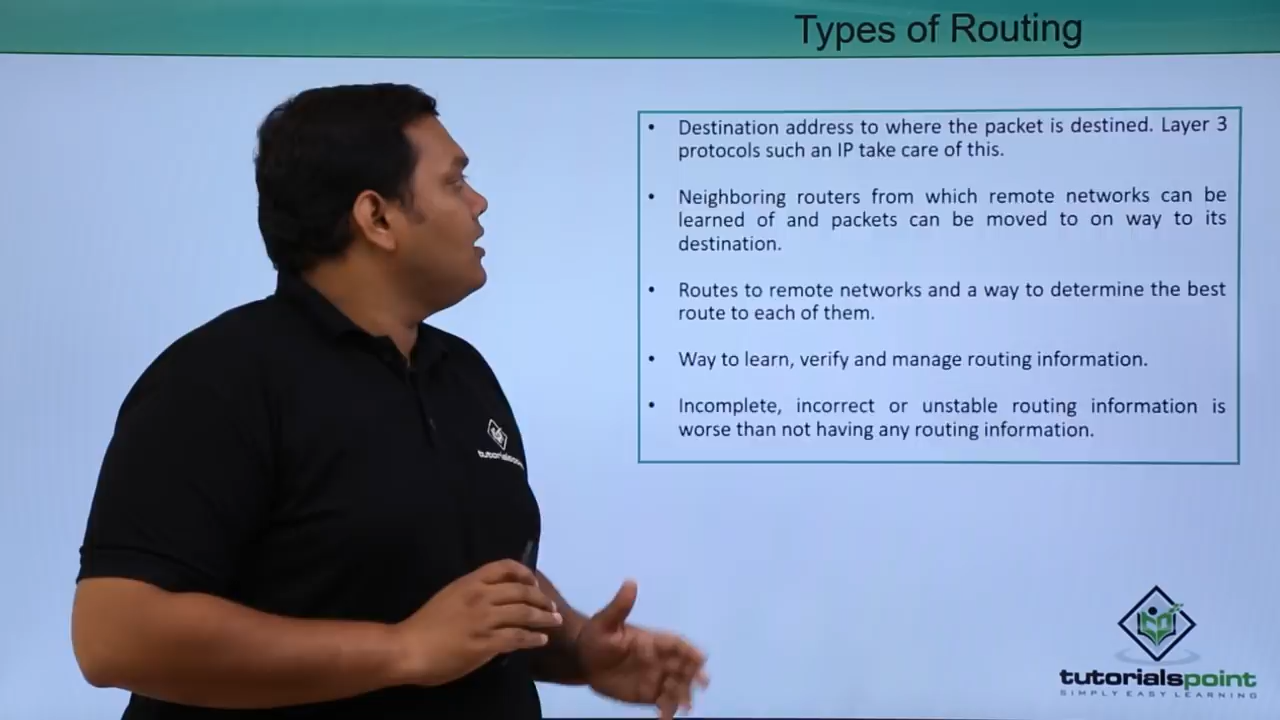 Types of Routing
• Destination address to where the packet is destined. Layer 3
protocols such an IP take care of this.
• Neighboring routers from which remote networks can be
learned of and packets can be moved to on way to its
destination.
• Routes to remote networks and a way to determine the best
route to each of them.
• Way to learn, verify and manage routing information.
• Incomplete, incorrect or unstable routing information is
worse than not having any routing information.
tutorialspoint
tutorialspoint
SIMPLY EASY LEARNING